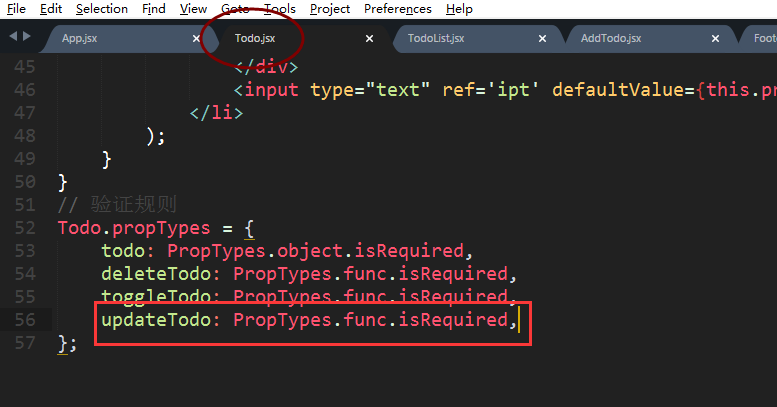 File Edit Selection Find View Goto Tools Project Preferences Help
App.jsx × Todo.jsx × TodoList.jsx × AddTodo.jsx × Foot
45 </div>
46 <input type="text" ref='ipt' defaultValue={this.pr
47 </li>
48 );
49 }
50 }
51 // 验证规则
52 Todo.propTypes = {
53 todo: PropTypes.object.isRequired,
54 deleteTodo: PropTypes.func.isRequired,
55 toggleTodo: PropTypes.func.isRequired,
56 updateTodo: PropTypes.func.isRequired,
57 };